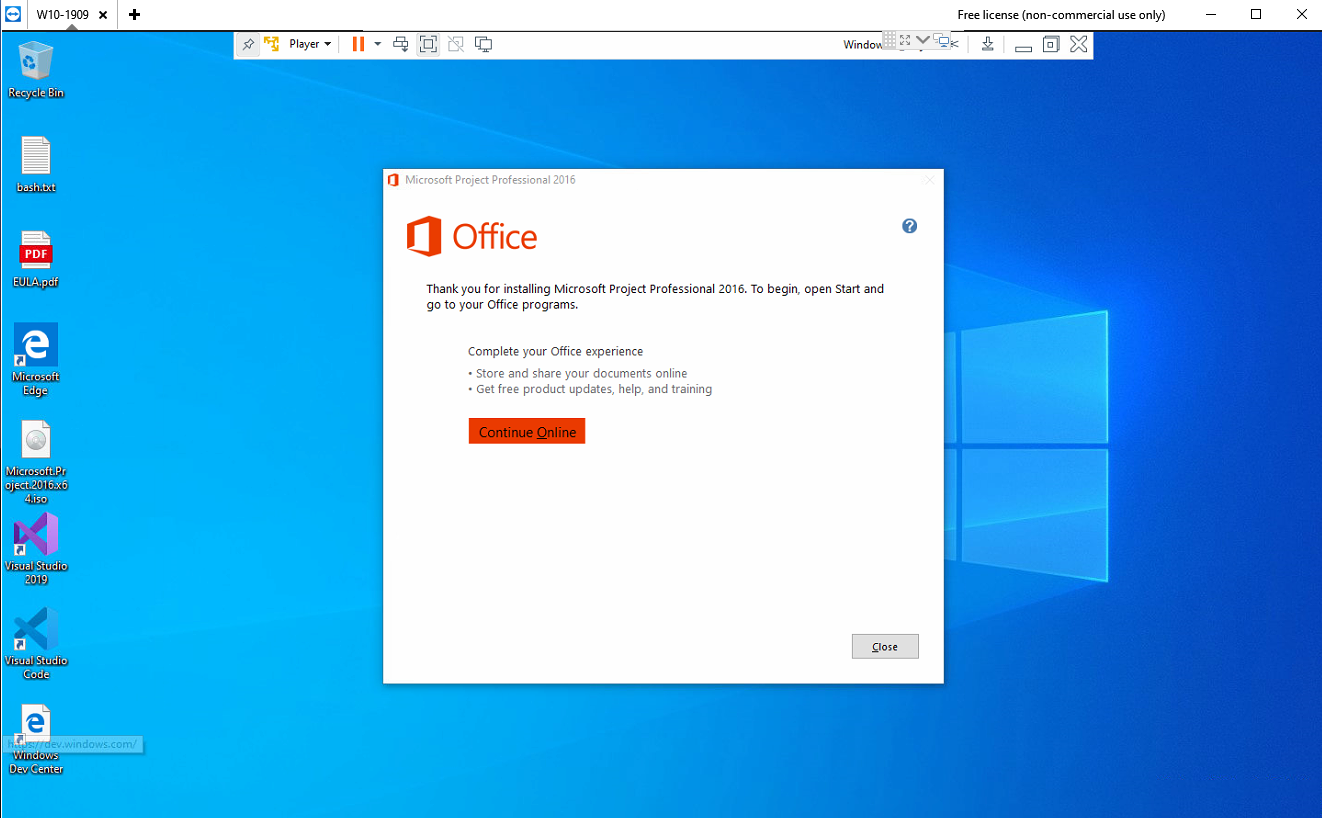 W10-1909
Free license (non-commercial use only)
Player
Window
Recycle Bin
bash.txt
PDF
EULA.pdf
Microsoft
Edge
Microsoft.Pr
oject.2016.x6
4.iso
Visual Studio
2019
Visual Studio
Code
https://dev.windows.com/
Windows
Dev Center
Microsoft Project Professional 2016
Office
Thank you for installing Microsoft Project Professional 2016. To begin, open Start and
go to your Office programs.
Complete your Office experience
• Store and share your documents online
• Get free product updates, help, and training
Continue Online
Close